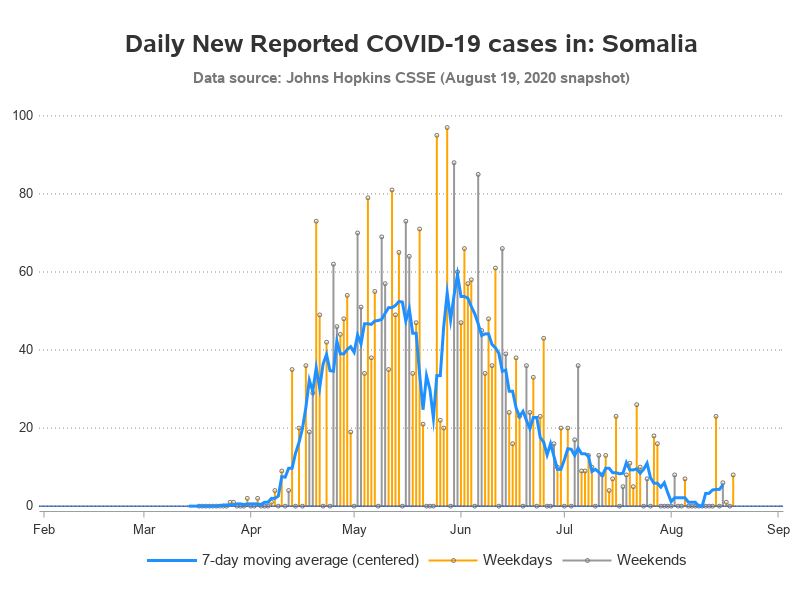 Daily New Reported COVID-19 cases in: Somalia
Data source: Johns Hopkins CSSE (August 19, 2020 snapshot)
100
80
60
40
20
0
Feb Mar Apr May Jun Jul Aug Sep
7-day moving average (centered) Weekdays Weekends